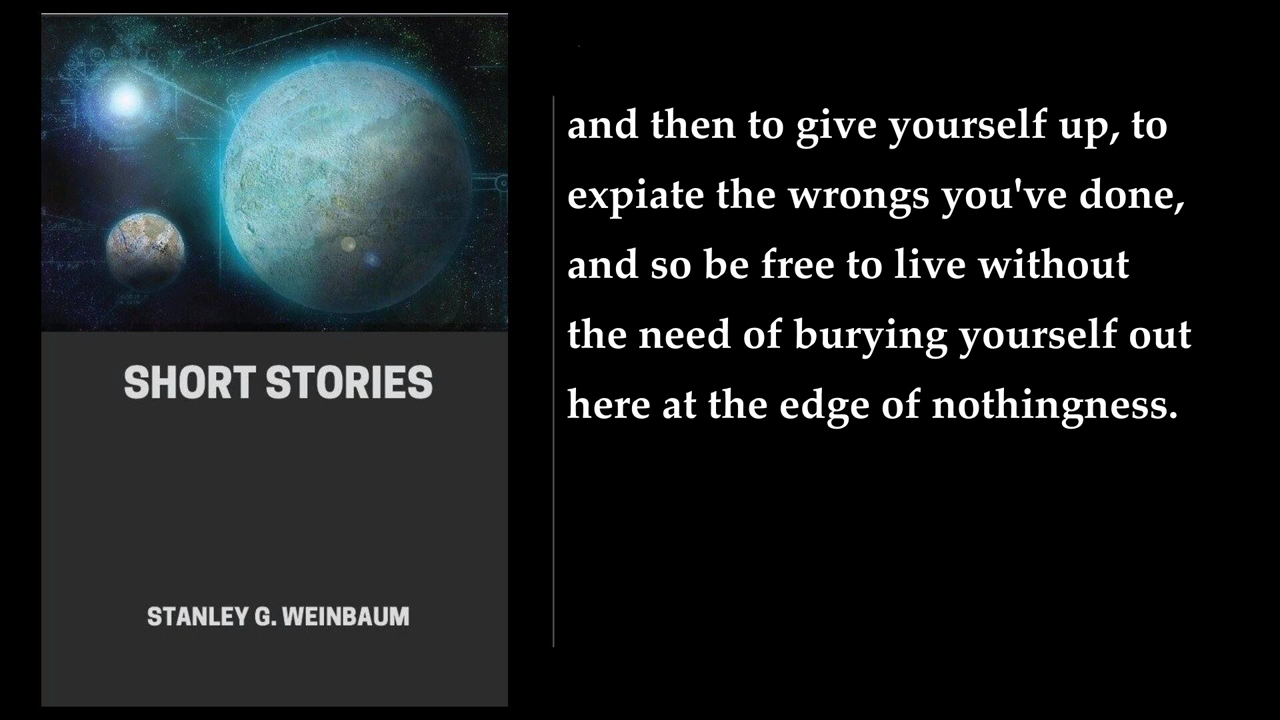 SHORT STORIES
STANLEY G. WEINBAUM
and then to give yourself up, to
expiate the wrongs you've done,
and so be free to live without
the need of burying yourself out
here at the edge of nothingness.